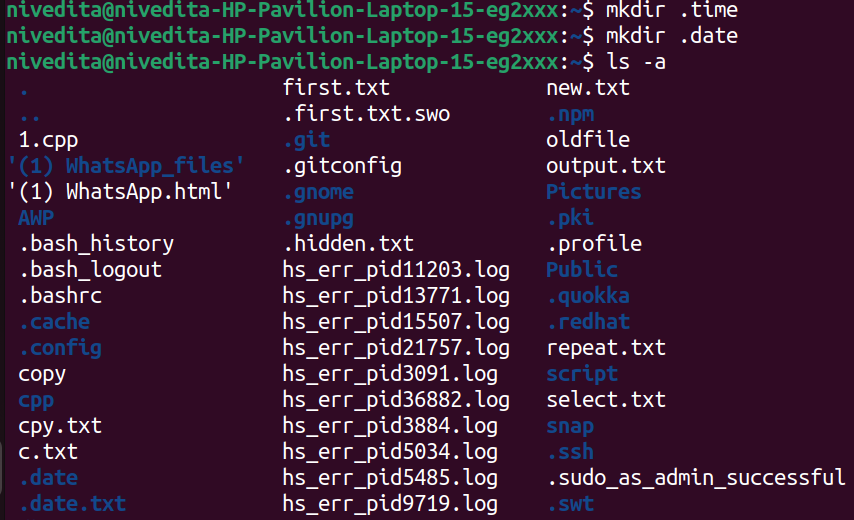 nivedita@nivedita-HP-Pavilion-Laptop-15-eg2xxx:~$ mkdir .time
nivedita@nivedita-HP-Pavilion-Laptop-15-eg2xxx:~$ mkdir .date
nivedita@nivedita-HP-Pavilion-Laptop-15-eg2xxx:~$ ls -a
. first.txt new.txt
.. .first.txt.swo .npm
1.cpp .git oldfile
'(1) WhatsApp_files' .gitconfig output.txt
'(1) WhatsApp.html' .gnome Pictures
AWP .gnupg .pki
.bash_history .hidden.txt .profile
.bash_logout hs_err_pid11203.log Public
.bashrc hs_err_pid13771.log .quokka
.cache hs_err_pid15507.log .redhat
.config hs_err_pid21757.log repeat.txt
copy hs_err_pid3091.log script
cpp hs_err_pid36882.log select.txt
cpy.txt hs_err_pid3884.log snap
c.txt hs_err_pid5034.log .ssh
.date hs_err_pid5485.log .sudo_as_admin_successful
.date.txt hs_err_pid9719.log .swt